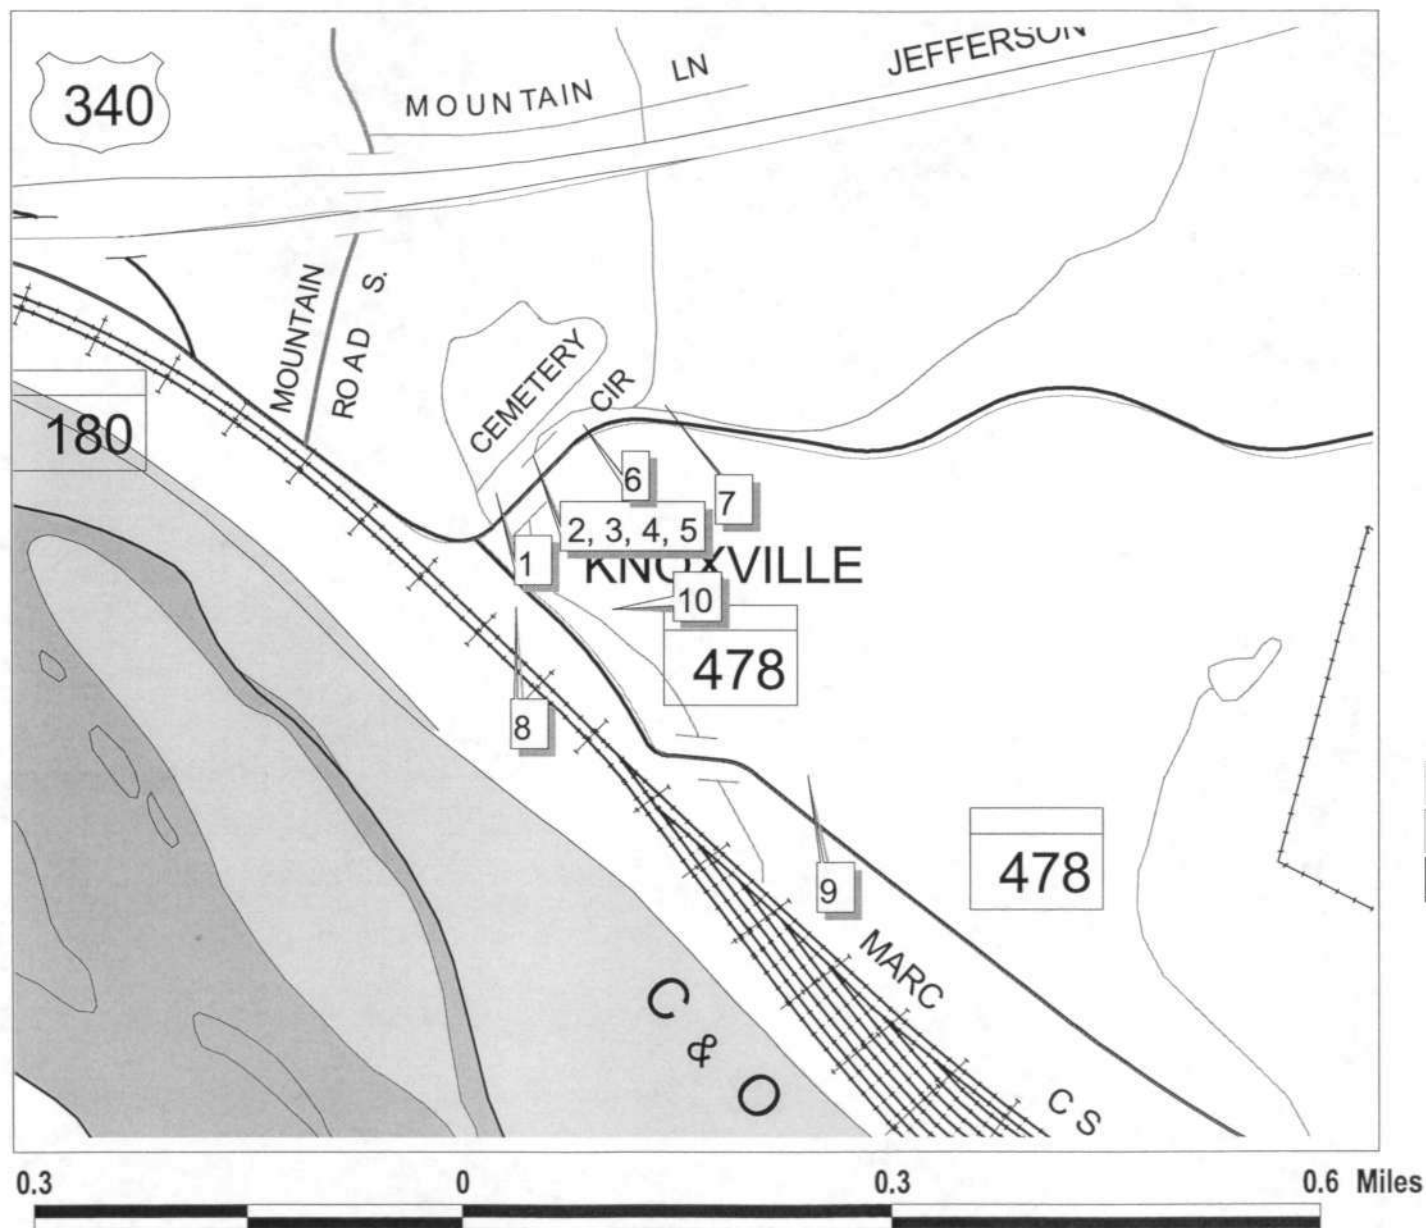 340
MOUNTAIN LN
JEFFERSON
MOUNTAIN
ROAD S.
CEMETERY
CIR
180
6
7
2, 3, 4, 5
1
KNOXVILLE
10
478
8
9
478
MARC
C & O
C S
0.3 0 0.3 0.6 Miles